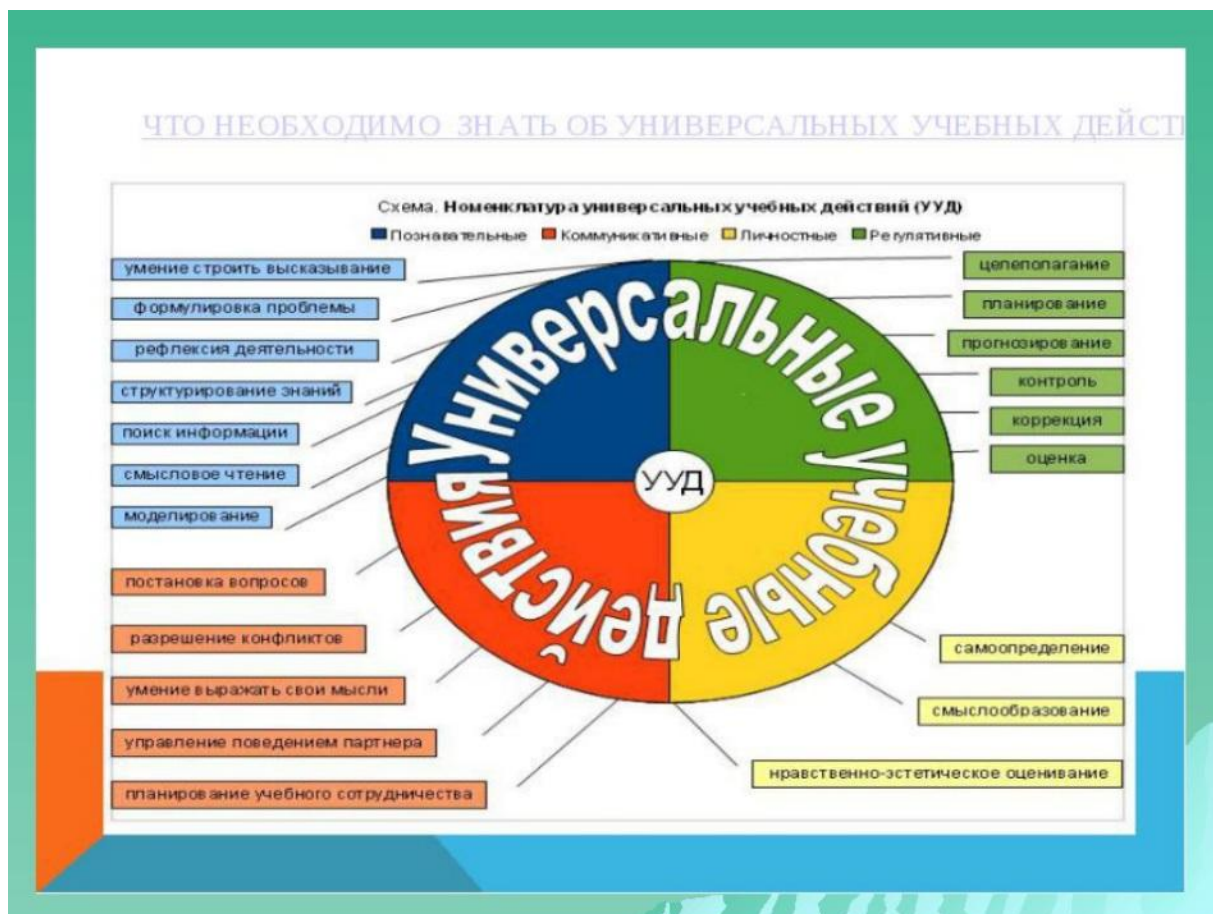 ЧТО НЕОБХОДИМО ЗНАТЬ ОБ УНИВЕРСАЛЬНЫХ УЧЕБНЫХ ДЕЙСТ
Схема. Номенклатура универсальных учебных действий (УУД)
Познавательные Коммуникативные Личностные Регулятивные
умение строить высказывание
формулировка проблемы
рефлексия деятельности
структурирование знаний
поиск информации
смысловое чтение
моделирование
постановка вопросов
разрешение конфликтов
умение выражать свои мысли
управление поведением партнера
планирование учебного сотрудничества
Универсальные учебные действия
УУД
целеполагание
планирование
прогнозирование
контроль
коррекция
оценка
самоопределение
смыслообразование
нравственно-эстетическое оценивание